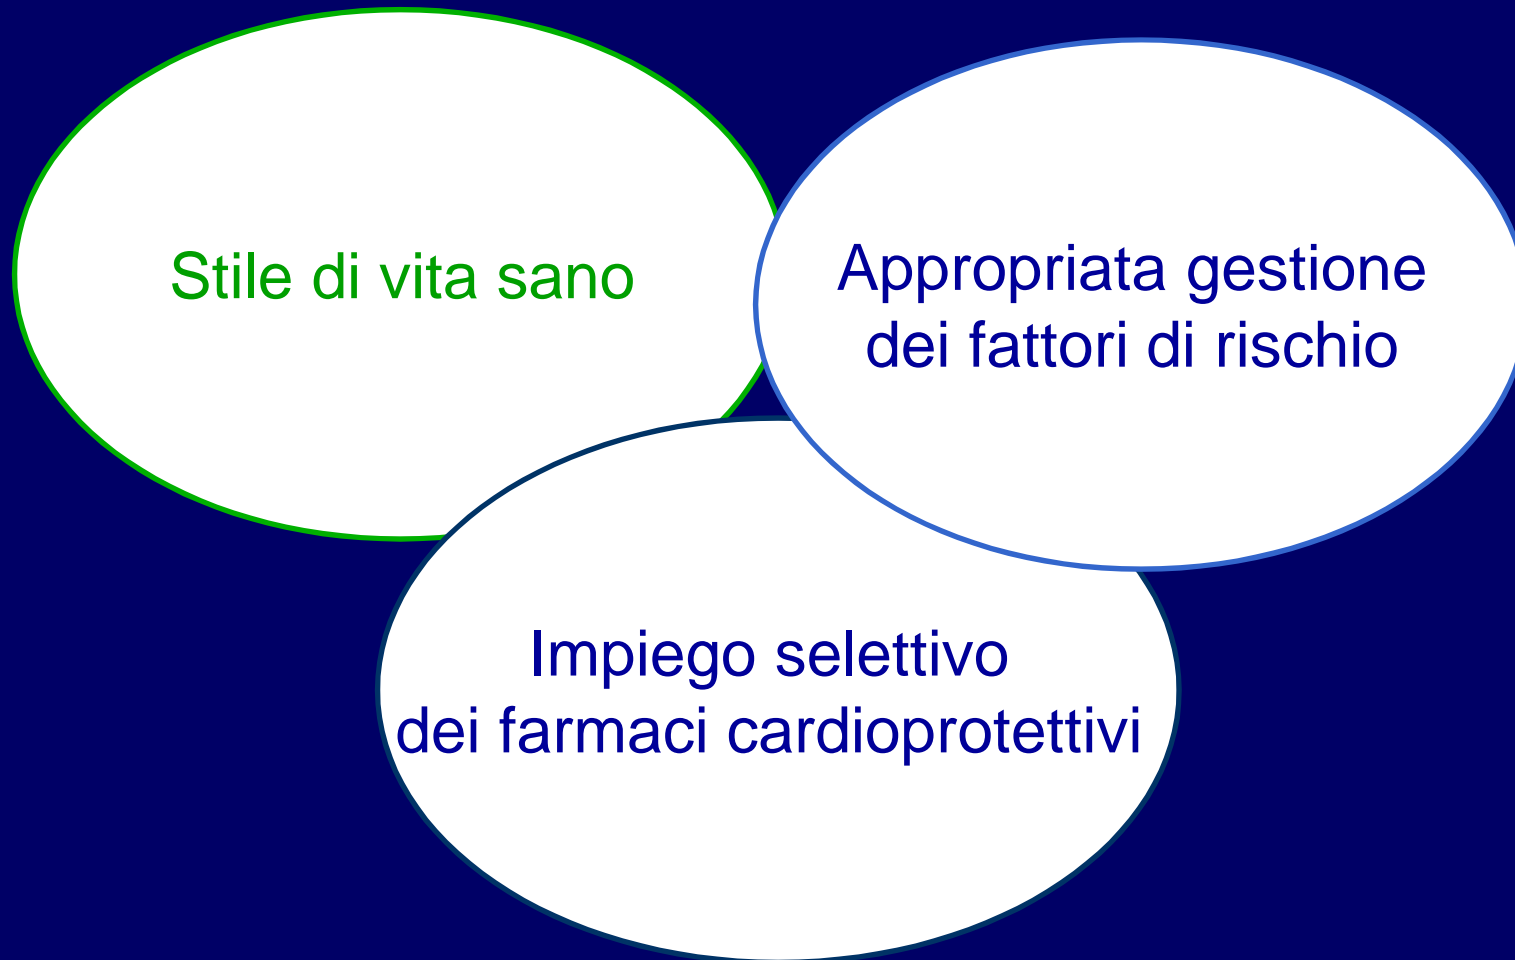 Stile di vita sano
Appropriata gestione
dei fattori di rischio
Impiego selettivo
dei farmaci cardioprotettivi